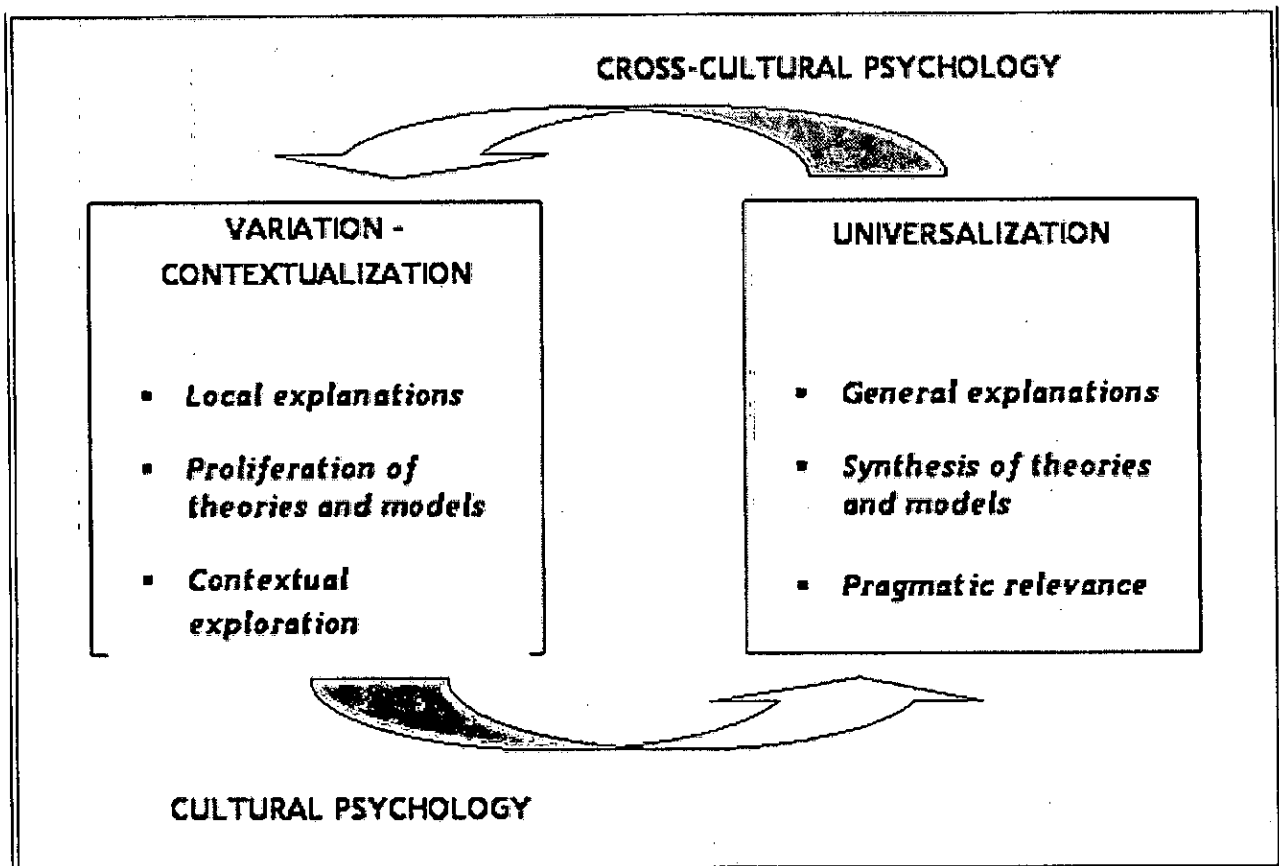 CROSS-CULTURAL PSYCHOLOGY
VARIATION -
CONTEXTUALIZATION
▪ Local explanations
▪ Proliferation of
theories and models
▪ Contextual
exploration
UNIVERSALIZATION
▪ General explanations
▪ Synthesis of theories
and models
▪ Pragmatic relevance
CULTURAL PSYCHOLOGY